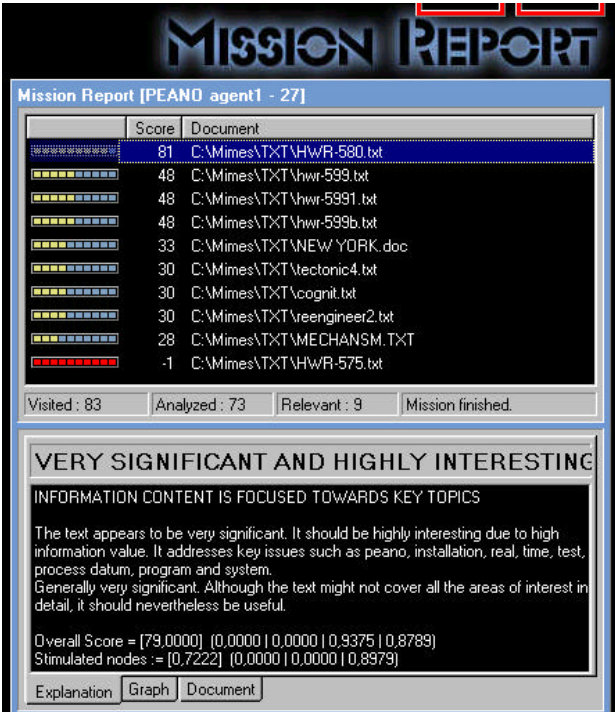 MISSION REPORT
Mission Report [PEANO agent1 - 27]
Score Document
81 C:\Mimes\TXT\HWR-580.txt
48 C:\Mimes\TXT\hwr-599.txt
48 C:\Mimes\TXT\hwr-5991.txt
48 C:\Mimes\TXT\hwr-599b.txt
33 C:\Mimes\TXT\NEW YORK.doc
30 C:\Mimes\TXT\tectonic4.txt
30 C:\Mimes\TXT\cognit.txt
30 C:\Mimes\TXT\reengineer2.txt
28 C:\Mimes\TXT\MECHANSM.TXT
-1 C:\Mimes\TXT\HWR-575.txt
Visited : 83 Analyzed : 73 Relevant : 9 Mission finished.
VERY SIGNIFICANT AND HIGHLY INTERESTING
INFORMATION CONTENT IS FOCUSED TOWARDS KEY TOPICS
The text appears to be very significant. It should be highly interesting due to high
information value. It addresses key issues such as peano, installation, real, time, test,
process datum, program and system.
Generally very significant. Although the text might not cover all the areas of interest in
detail, it should nevertheless be useful.
Overall Score = [79,0000] (0,0000 | 0,0000 | 0,9375 | 0,8789)
Stimulated nodes := [0,7222] (0,0000 | 0,0000 | 0,8979)
Explanation Graph Document